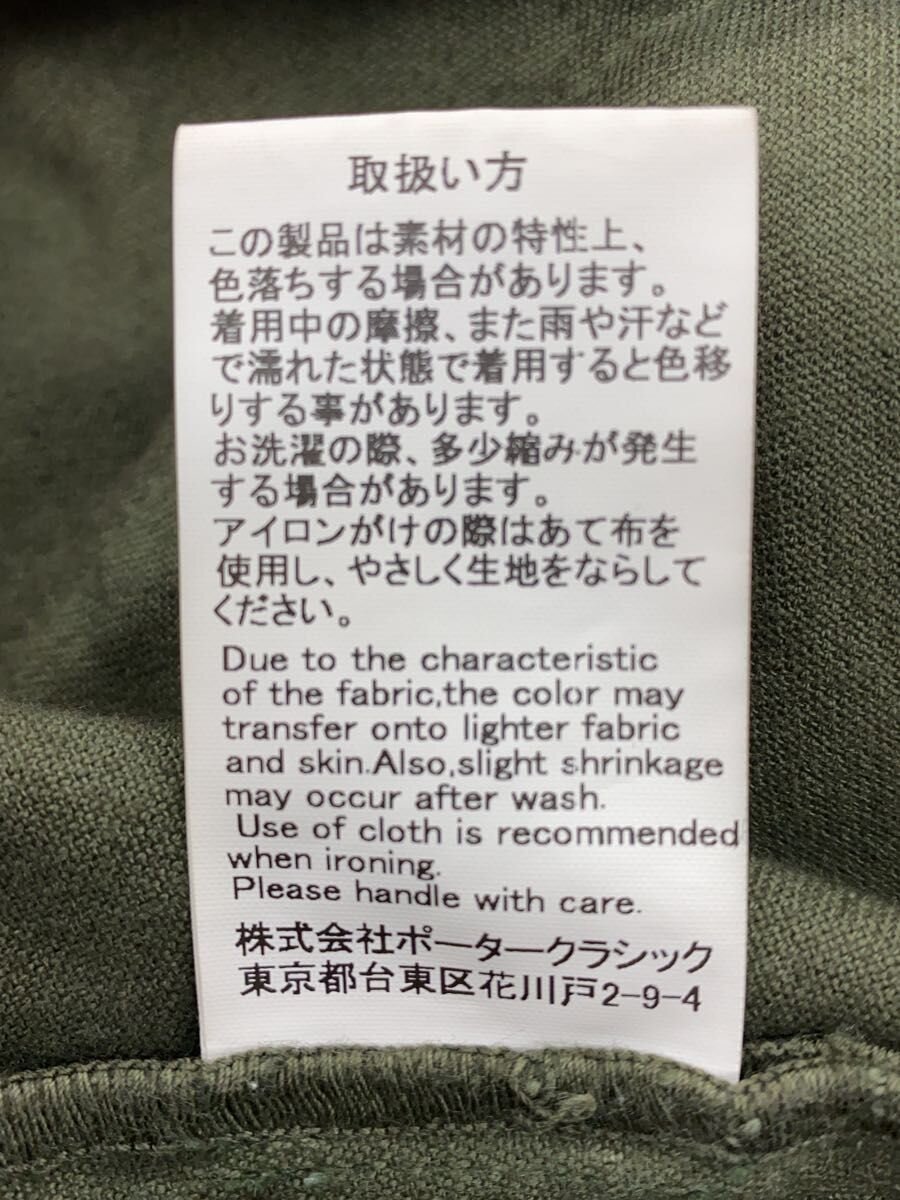 取扱い方
この製品は素材の特性上、
色落ちする場合があります。
着用中の摩擦、また雨や汗など
で濡れた状態で着用すると色移
りする事があります。
お洗濯の際、多少縮みが発生
する場合があります。
アイロンがけの際はあて布を
使用し、やさしく生地をならして
ください。
Due to the characteristic
of the fabric,the color may
transfer onto lighter fabric
and skin.Also,slight shrinkage
may occur after wash.
Use of cloth is recommended
when ironing.
Please handle with care.
株式会社ポータークラシック
東京都台東区花川戸2-9-4